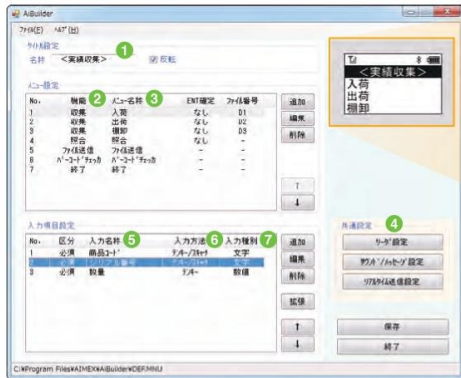 AiBuilder
ファイル(F) ヘルプ(H)
タイトル設定 1
名称 <実績収集> 反転
メニュー設定
No. 機能 2 メニュー名称 3 ENT確定 ファイル番号
1 収集 入荷 なし D1
2 収集 出荷 なし D2
3 収集 棚卸 なし D3
4 照合 照合 なし -
5 ファイル送信 ファイル送信 - -
6 バーコードチェッカ バーコードチェッカ - -
7 終了 終了 - -
追加
編集
削除
↑
↓
<実績収集>
入荷
出荷
棚卸
入力項目設定
No. 区分 入力名称 5 入力方法 6 入力種別 7
1 必須 商品コード テンキー/スキャナ 文字
2 必須 シリアル番号 テンキー/スキャナ 文字
3 必須 数量 テンキー 数値
追加
編集
削除
拡張
↑
↓
共通設定 4
リーダ設定
サウンド/メッセージ設定
リアルタイム送信設定
保存
終了
C:¥Program Files¥AIMEX¥AiBuilder¥DEF.MNU